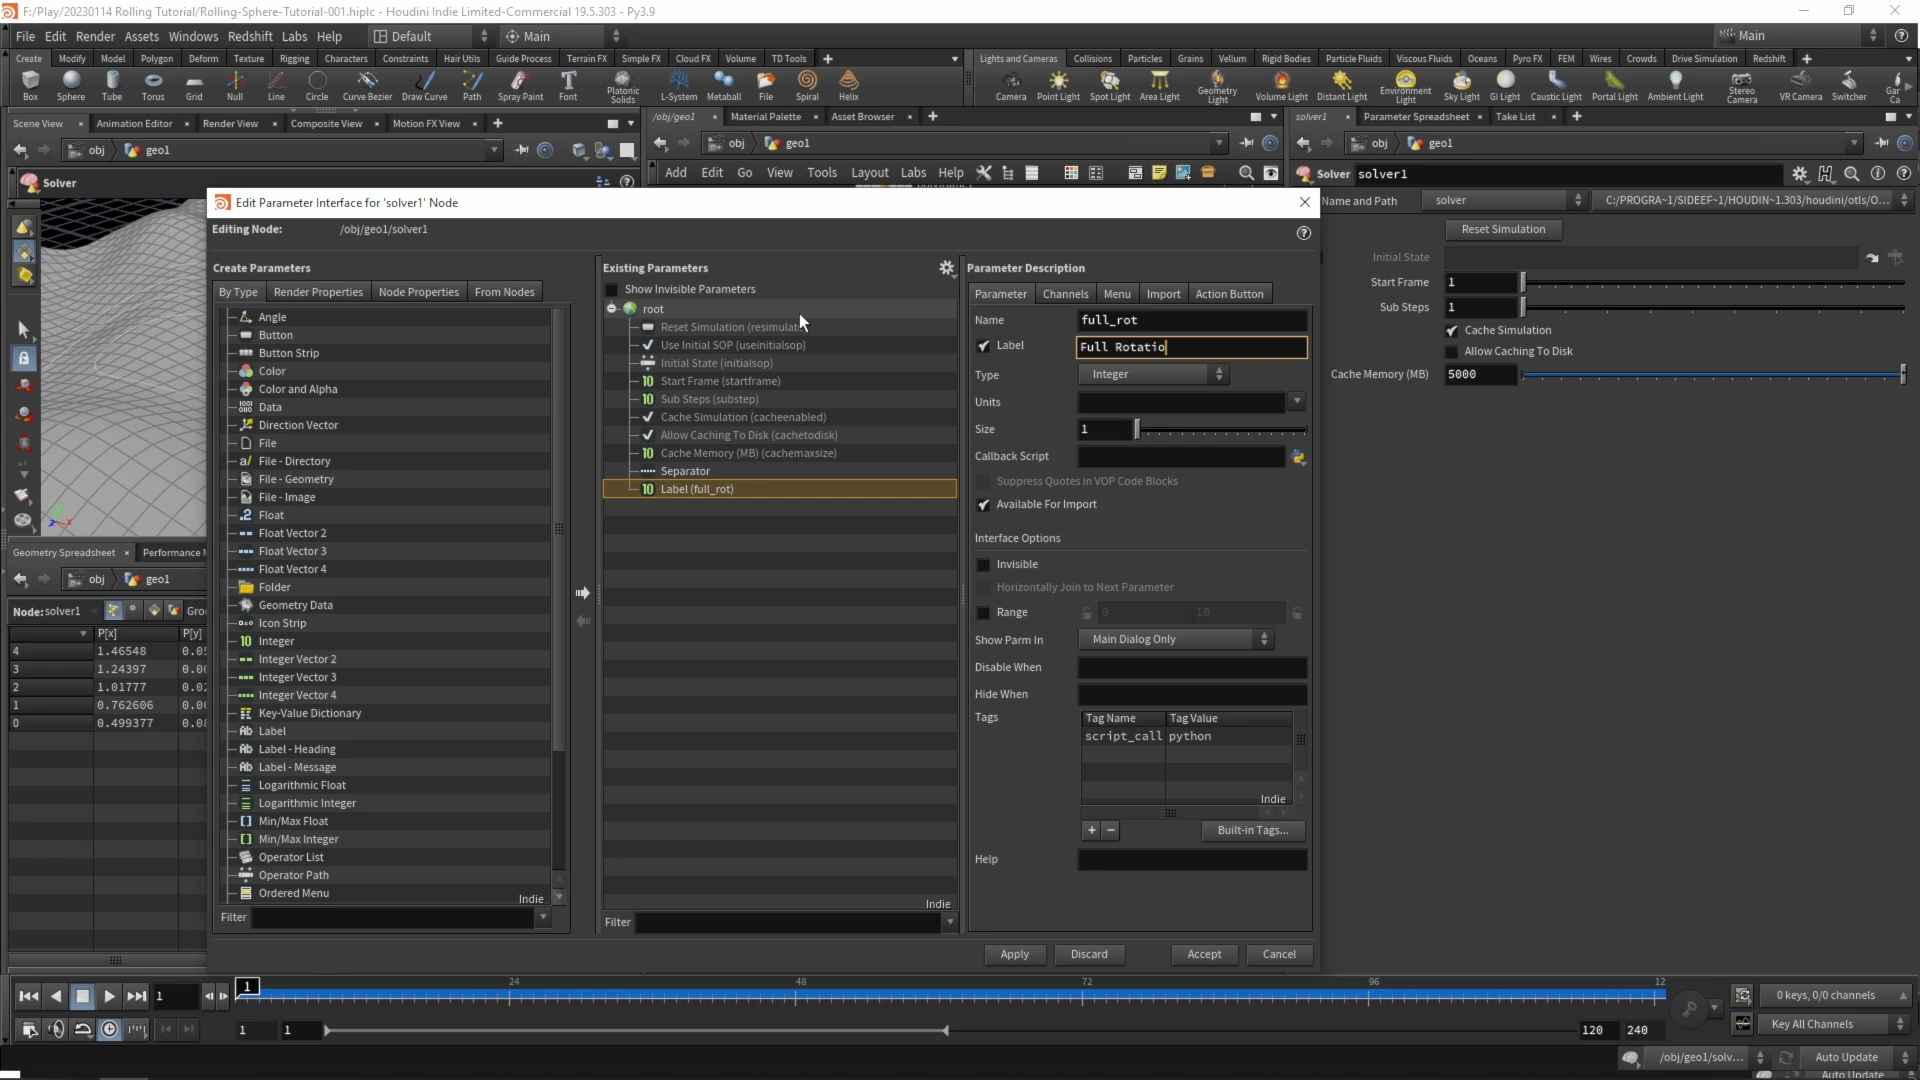 F:/Play/20230114 Rolling Tutorial/Rolling-Sphere-Tutorial-001.hiplc - Houdini Indie Limited-Commercial 19.5.303 - Py3.9
File Edit Render Assets Windows Redshift Labs Help Default Main Main
Create Modify Model Polygon Deform Texture Rigging Characters Constraints Hair Utils Guide Process Terrain FX Simple FX Cloud FX Volume TD Tools
Lights and Cameras Collisions Particles Grains Vellum Rigid Bodies Particle Fluids Viscous Fluids Oceans Pyro FX FEM Wires Crowds Drive Simulation Redshift
Box Sphere Tube Torus Grid Null Line Circle Curve Bezier Draw Curve Path Spray Paint Font Platonic Solids L-System Metaball File Spiral Helix
Camera Point Light Spot Light Area Light Geometry Light Volume Light Distant Light Environment Light Sky Light GI Light Caustic Light Portal Light Ambient Light Stereo Camera VR Camera Switcher Gar Ca
Scene View Animation Editor Render View Composite View Motion FX View
/obj/geo1 Material Palette Asset Browser
solver1 Parameter Spreadsheet Take List
obj geo1
obj geo1
obj geo1
Add Edit Go View Tools Layout Labs Help
Solver
Solver solver1
Name and Path solver C:/PROGRA~1/SIDEEF~1/HOUDIN~1.303/houdini/otls/O...
Reset Simulation
Initial State
Start Frame 1
Sub Steps 1
Cache Simulation
Allow Caching To Disk
Cache Memory (MB) 5000
Edit Parameter Interface for 'solver1' Node
Editing Node: /obj/geo1/solver1
Create Parameters
By Type Render Properties Node Properties From Nodes
Angle
Button
Button Strip
Color
Color and Alpha
Data
Direction Vector
File
File - Directory
File - Geometry
File - Image
Float
Float Vector 2
Float Vector 3
Float Vector 4
Folder
Geometry Data
Icon Strip
Integer
Integer Vector 2
Integer Vector 3
Integer Vector 4
Key-Value Dictionary
Label
Label - Heading
Label - Message
Logarithmic Float
Logarithmic Integer
Min/Max Float
Min/Max Integer
Operator List
Operator Path
Ordered Menu
Indie
Filter
Existing Parameters
Show Invisible Parameters
root
Reset Simulation (resimulat
Use Initial SOP (useinitialsop)
Initial State (initialsop)
Start Frame (startframe)
Sub Steps (substep)
Cache Simulation (cacheenabled)
Allow Caching To Disk (cachetodisk)
Cache Memory (MB) (cachemaxsize)
Separator
Label (full_rot)
Indie
Filter
Parameter Description
Parameter Channels Menu Import Action Button
Name full_rot
Label Full Rotatio
Type Integer
Units
Size 1
Callback Script
Suppress Quotes in VOP Code Blocks
Available For Import
Interface Options
Invisible
Horizontally Join to Next Parameter
Range 0 10
Show Parm In Main Dialog Only
Disable When
Hide When
Tags Tag Name Tag Value
script_call python
Indie
+ - Built-in Tags...
Help
Apply Discard Accept Cancel
Geometry Spreadsheet Performance M
obj geo1
Node: solver1 Gro
P[x] P[y]
4 1.46548 0.05
3 1.24397 0.00
2 1.01777 0.02
1 0.762606 0.00
0 0.499377 0.08
1 1 24 48 72 96 12
0 keys, 0/0 channels
1 1 120 240 Key All Channels
/obj/geo1/solv... Auto Update
Auto Update